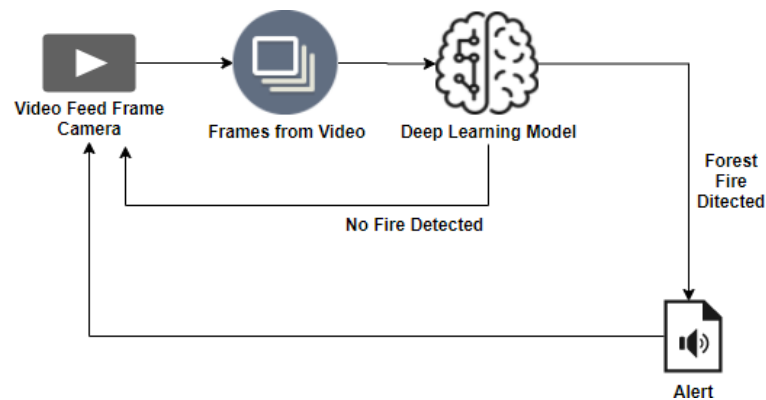 Video Feed Frame
Camera
Frames from Video
Deep Learning Model
Forest
Fire
Ditected
No Fire Detected
Alert